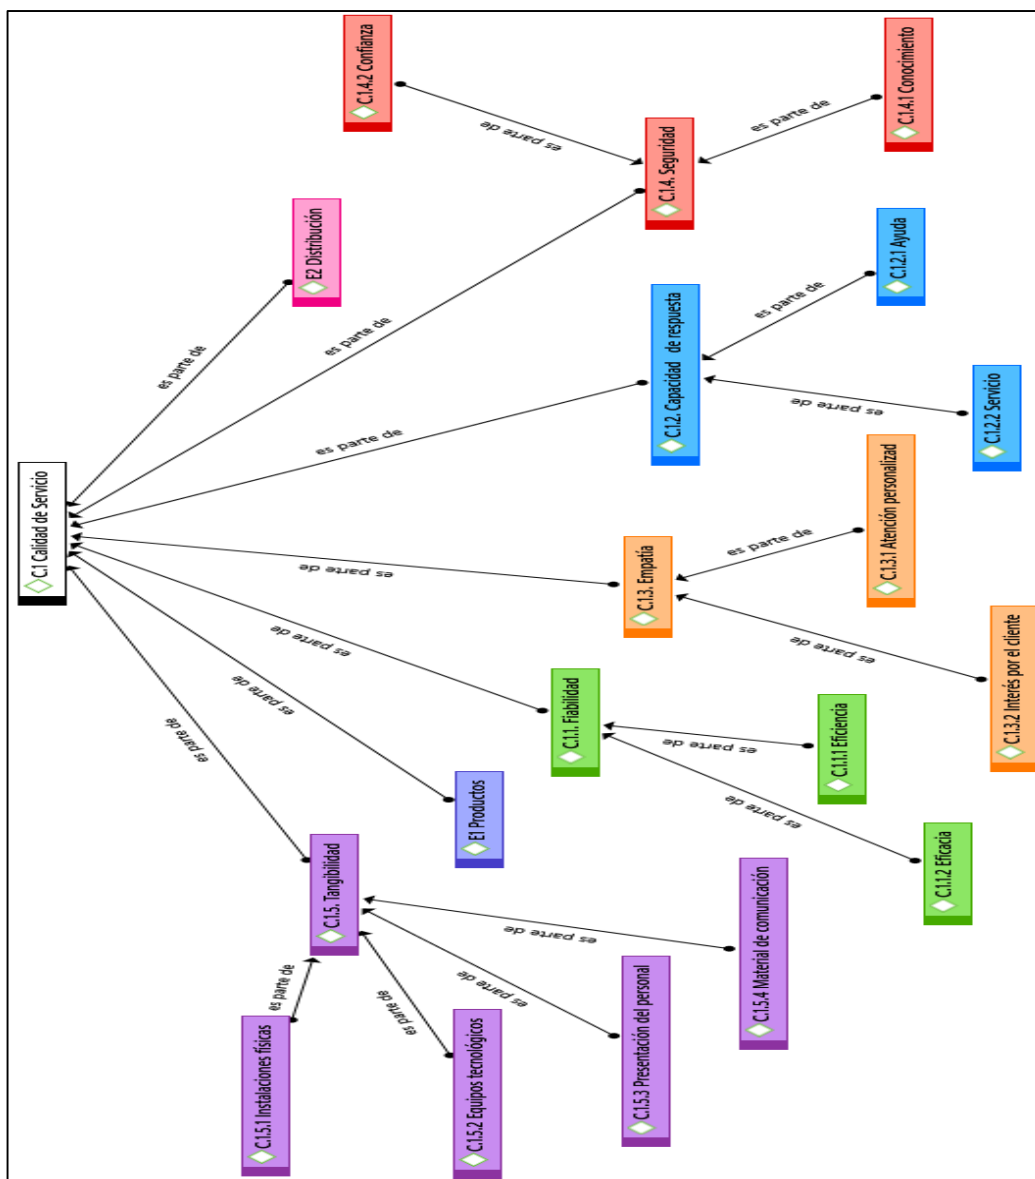 C.1 Calidad de Servicio
es parte de
es parte de
es parte de
C.1.5.1 Instalaciones físicas
es parte de
es parte de
E2 Distribución
C.1.5. Tangibilidad
es parte de
es parte de
C.1.4.2 Confianza
es parte de
es parte de
C.1.5.2 Equipos tecnológicos
E1 Productos
es parte de
es parte de
es parte de
C.1.1. Fiabilidad
C.1.5.3 Presentación del personal
C.1.3. Empatía
C.1.2. Capacidad de respuesta
C.1.4. Seguridad
es parte de
es parte de
C.1.5.4 Material de comunicación
es parte de
es parte de
es parte de
es parte de
es parte de
C.1.1.1 Eficiencia
C.1.3.1 Atención personalizad
C.1.2.1 Ayuda
C.1.4.1 Conocimiento
C.1.1.2 Eficacia
C.1.2.2 Servicio
C.1.3.2 Interés por el cliente